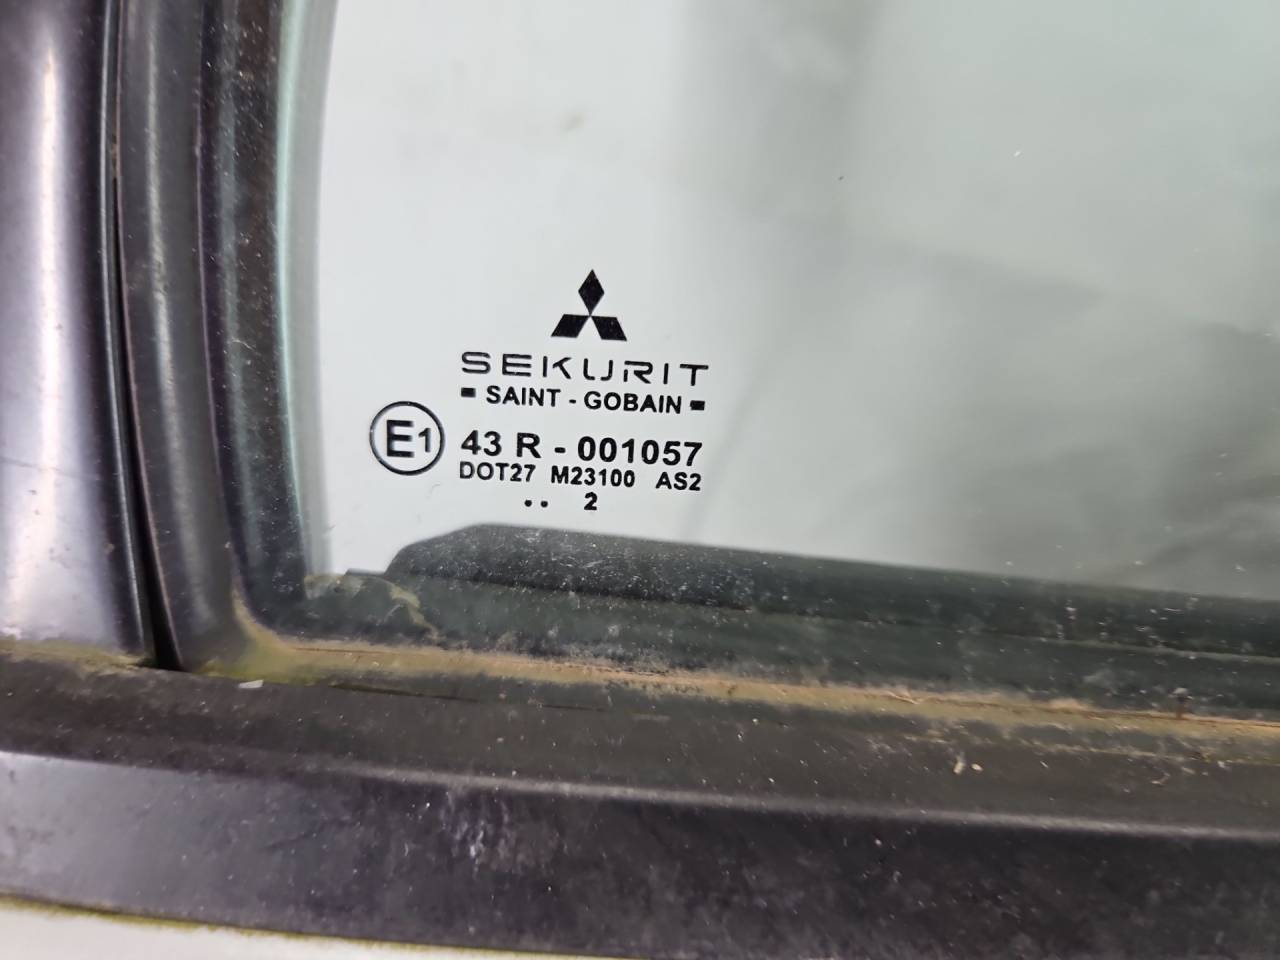 SEKURIT
SAINT - GOBAIN
E1
43 R - 001057
DOT27 M23100 AS2
.. 2